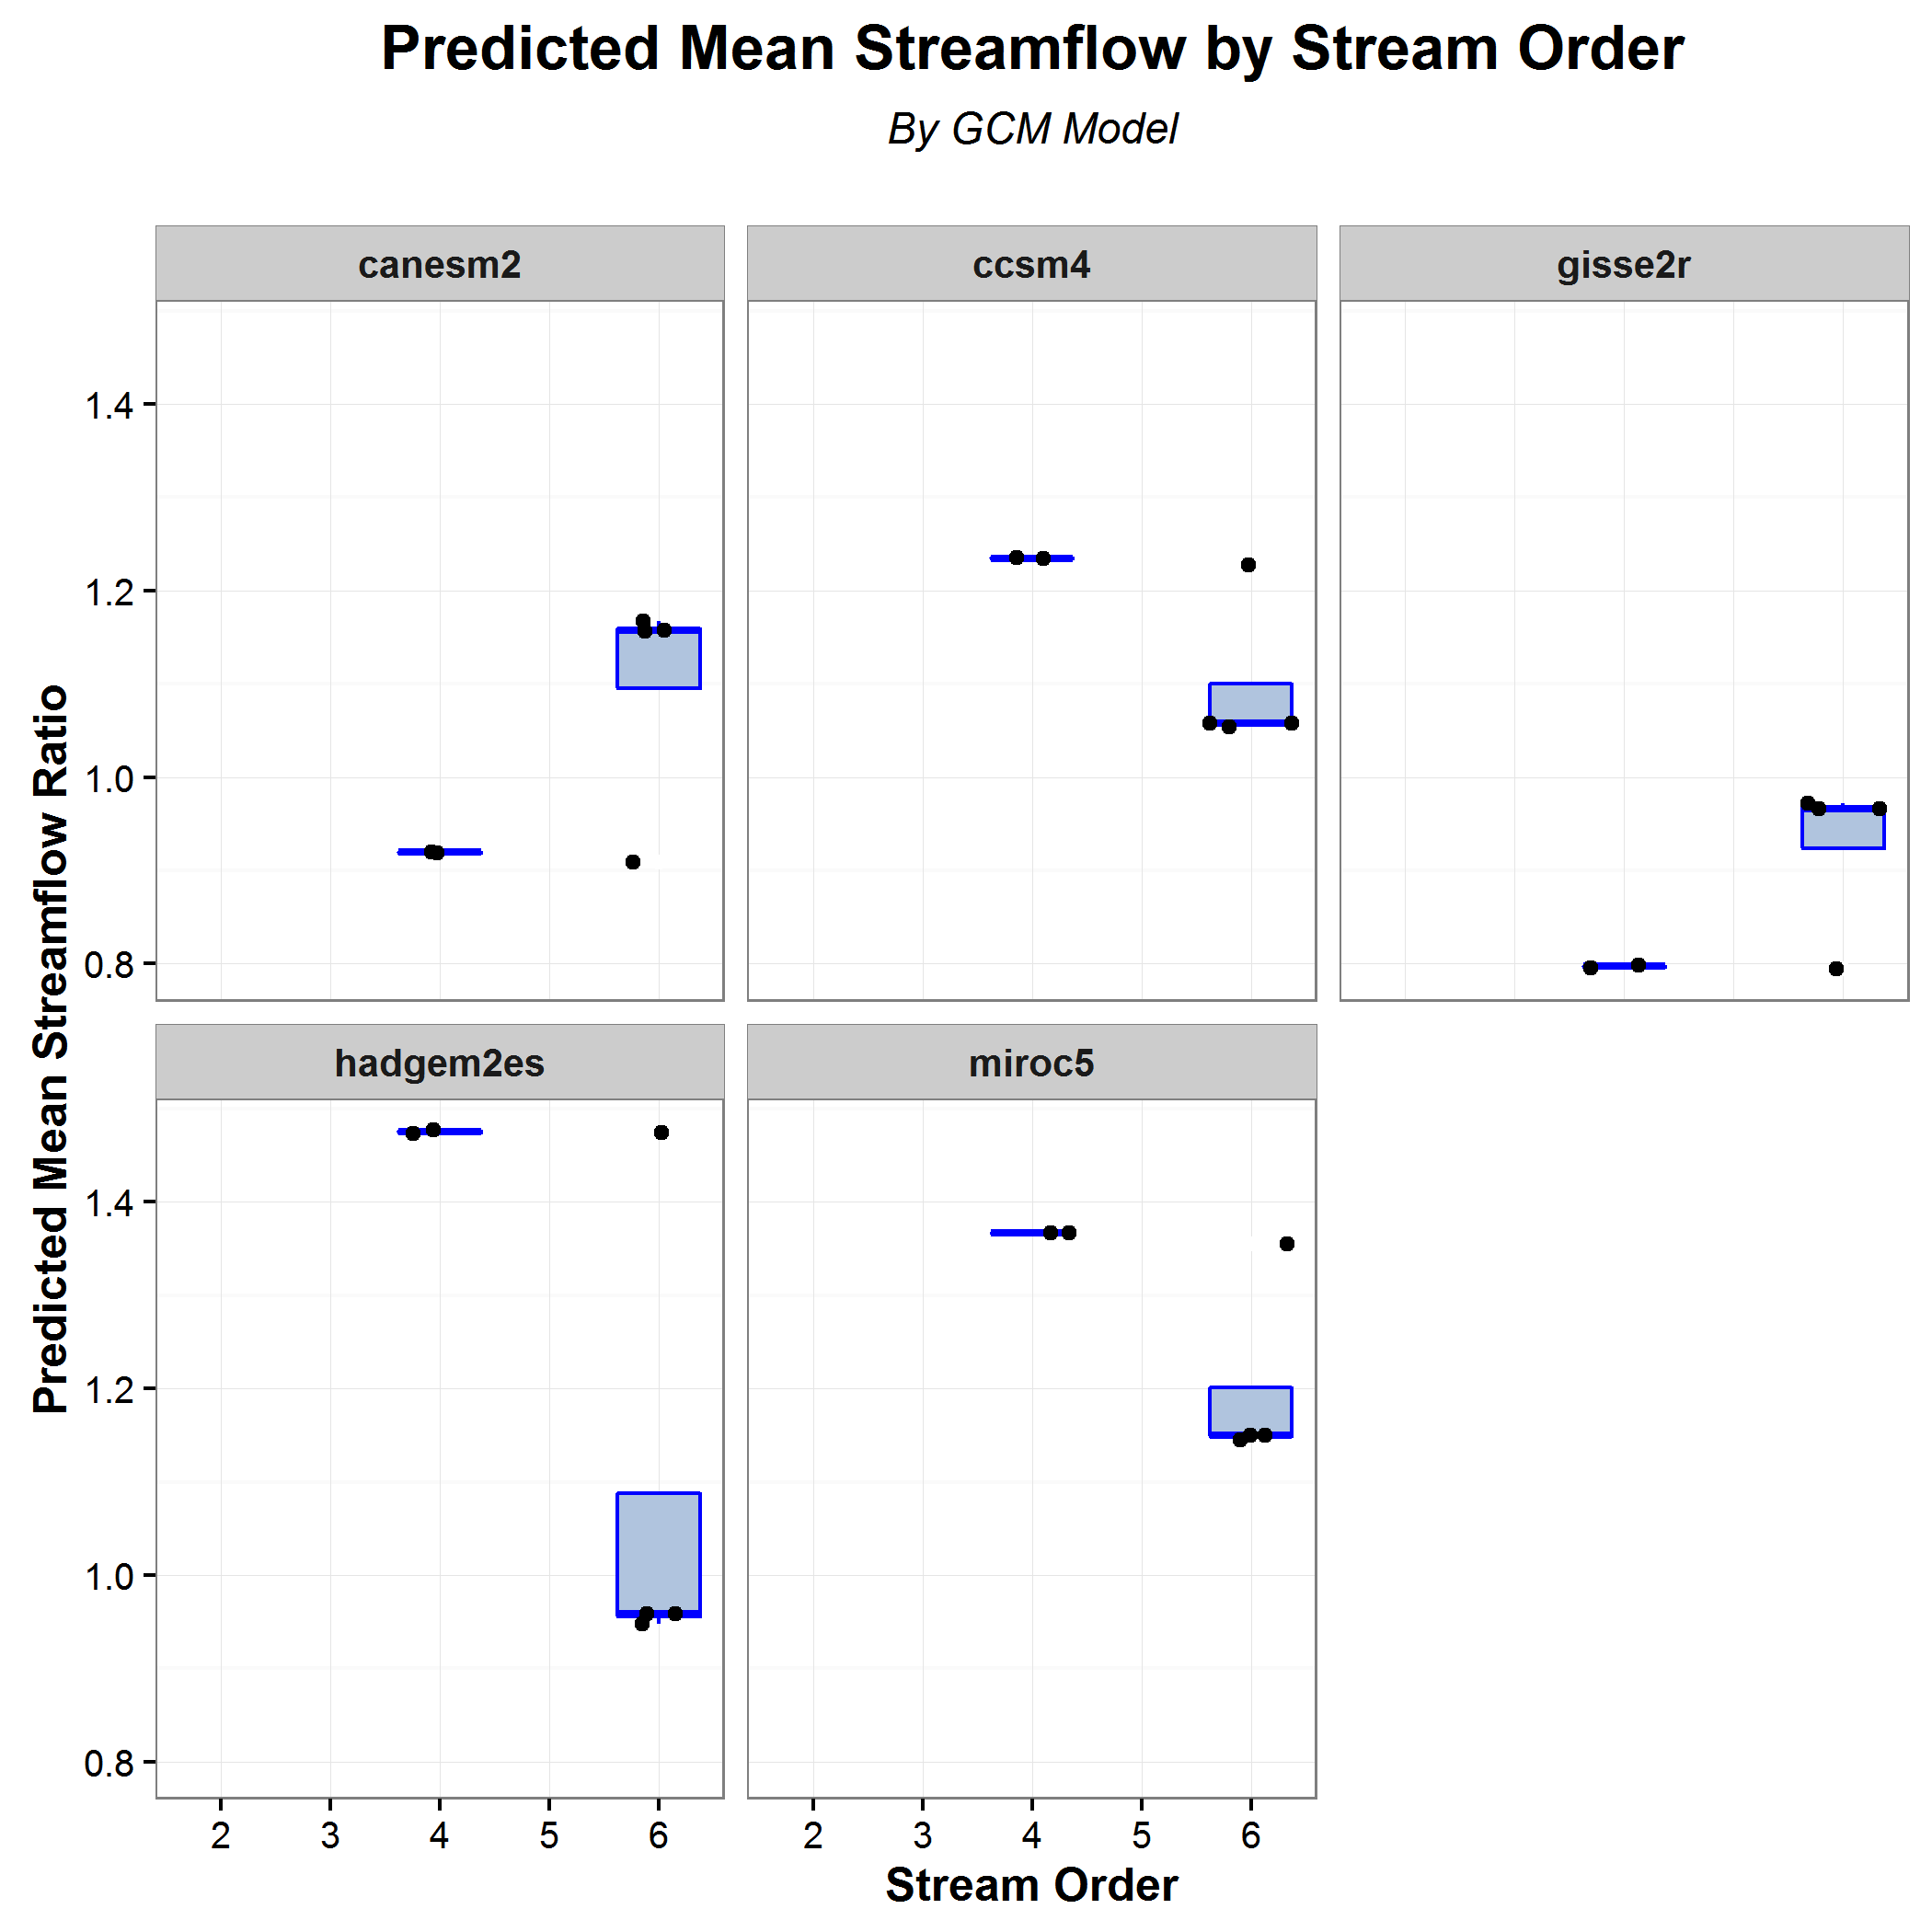 Predicted Mean Streamflow by Stream Order
By GCM Model
canesm2
ccsm4
gisse2r
1.4
1.2
1.0
0.8
Predicted Mean Streamflow Ratio
hadgem2es
miroc5
1.4
1.2
1.0
0.8
2 3 4 5 6
2 3 4 5 6
Stream Order